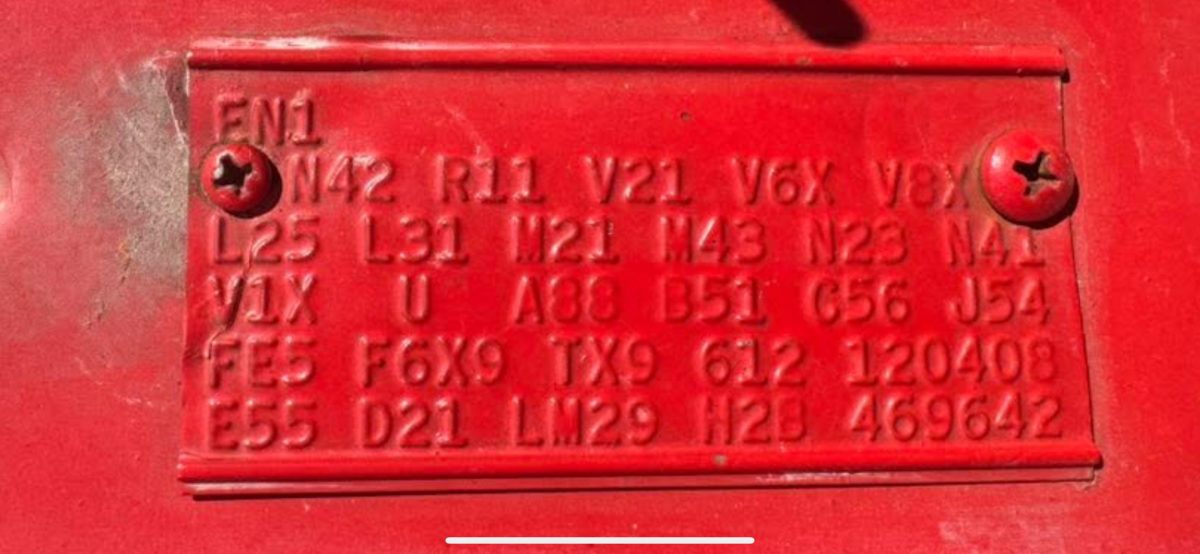 EN1
N42 R11 V21 V6X V8X
L25 L31 M21 M43 N23 N41
V1X U A88 B51 C56 J54
FE5 F6X9 TX9 612 120408
E55 D21 LM29 H2B 469642